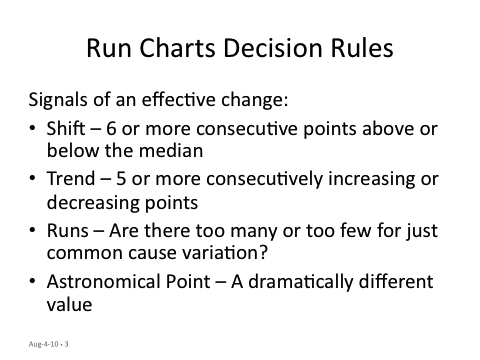 Run Charts Decision Rules
Signals of an effective change:
• Shift – 6 or more consecutive points above or
below the median
• Trend – 5 or more consecutively increasing or
decreasing points
• Runs – Are there too many or too few for just
common cause variation?
• Astronomical Point – A dramatically different
value
Aug-4-10 • 3